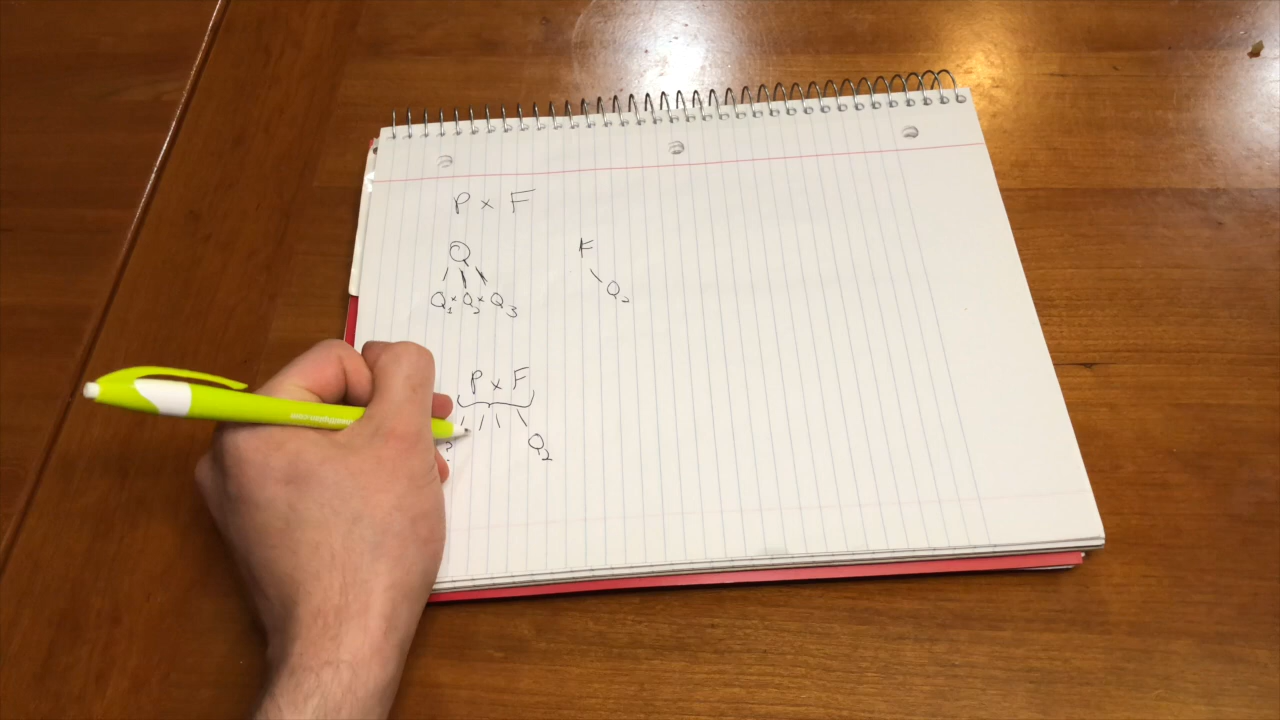 P × F
Q K
Q₁ × Q₂ × Q₃ Q₂
P × F
? Q₂